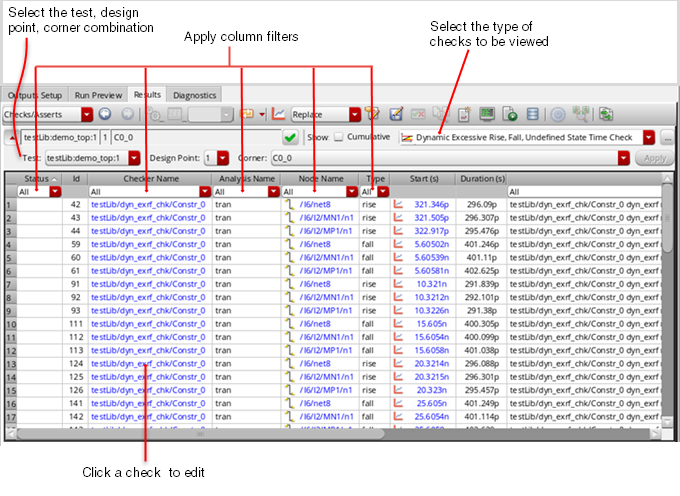 Select the test, design
point, corner combination
Apply column filters
Select the type of
checks to be viewed
Outputs Setup Run Preview Results Diagnostics
Checks/Asserts Replace
testLib:demo_top:1 1 C0_0 Show: Cumulative Dynamic Excessive Rise, Fall, Undefined State Time Check ...
Test: testLib:demo_top:1 Design Point: 1 Corner: C0_0 Apply
Status Id Checker Name Analysis Name Node Name Type Start (s) Duration (s)
All All All All All All
1 42 testLib/dyn_exrf_chk/Constr_0 tran /I6/net8 rise 321.346p 296.09p testLib/dyn_exrf_chk/Constr_0 dyn_exrf
2 43 testLib/dyn_exrf_chk/Constr_0 tran /I6/I2/MN1/n1 rise 321.505p 296.307p testLib/dyn_exrf_chk/Constr_0 dyn_exrf
3 44 testLib/dyn_exrf_chk/Constr_0 tran /I6/I2/MP1/n1 rise 322.917p 295.476p testLib/dyn_exrf_chk/Constr_0 dyn_exrf
4 59 testLib/dyn_exrf_chk/Constr_0 tran /I6/net8 fall 5.60502n 401.246p testLib/dyn_exrf_chk/Constr_0 dyn_exrf
5 60 testLib/dyn_exrf_chk/Constr_0 tran /I6/I2/MN1/n1 fall 5.60539n 401.11p testLib/dyn_exrf_chk/Constr_0 dyn_exrf
6 61 testLib/dyn_exrf_chk/Constr_0 tran /I6/I2/MP1/n1 fall 5.60581n 402.625p testLib/dyn_exrf_chk/Constr_0 dyn_exrf
7 91 testLib/dyn_exrf_chk/Constr_0 tran /I6/net8 rise 10.321n 291.839p testLib/dyn_exrf_chk/Constr_0 dyn_exrf
8 92 testLib/dyn_exrf_chk/Constr_0 tran /I6/I2/MN1/n1 rise 10.3212n 292.101p testLib/dyn_exrf_chk/Constr_0 dyn_exrf
9 93 testLib/dyn_exrf_chk/Constr_0 tran /I6/I2/MP1/n1 rise 10.3226n 291.38p testLib/dyn_exrf_chk/Constr_0 dyn_exrf
10 111 testLib/dyn_exrf_chk/Constr_0 tran /I6/net8 fall 15.605n 400.305p testLib/dyn_exrf_chk/Constr_0 dyn_exrf
11 112 testLib/dyn_exrf_chk/Constr_0 tran /I6/I2/MN1/n1 fall 15.6054n 400.099p testLib/dyn_exrf_chk/Constr_0 dyn_exrf
12 113 testLib/dyn_exrf_chk/Constr_0 tran /I6/I2/MP1/n1 fall 15.6058n 401.038p testLib/dyn_exrf_chk/Constr_0 dyn_exrf
13 124 testLib/dyn_exrf_chk/Constr_0 tran /I6/net8 rise 20.3214n 296.088p testLib/dyn_exrf_chk/Constr_0 dyn_exrf
14 125 testLib/dyn_exrf_chk/Constr_0 tran /I6/I2/MN1/n1 rise 20.3215n 296.301p testLib/dyn_exrf_chk/Constr_0 dyn_exrf
15 126 testLib/dyn_exrf_chk/Constr_0 tran /I6/I2/MP1/n1 rise 20.323n 295.457p testLib/dyn_exrf_chk/Constr_0 dyn_exrf
16 141 testLib/dyn_exrf_chk/Constr_0 tran /I6/net8 fall 25.605n 401.249p testLib/dyn_exrf_chk/Constr_0 dyn_exrf
17 142 testLib/dyn_exrf_chk/Constr_0 tran /I6/I2/MN1/n1 fall 25.6054n 401.114p testLib/dyn_exrf_chk/Constr_0 dyn_exrf
Click a check to edit